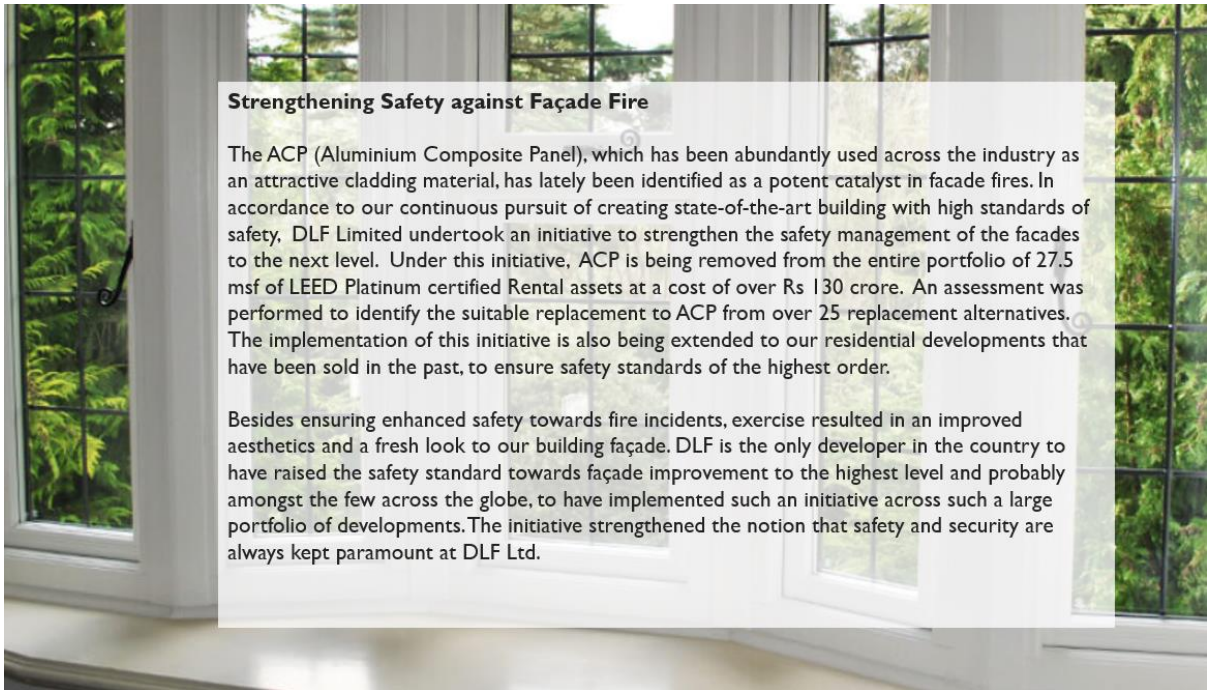 Strengthening Safety against Façade Fire
The ACP (Aluminium Composite Panel), which has been abundantly used across the industry as
an attractive cladding material, has lately been identified as a potent catalyst in facade fires. In
accordance to our continuous pursuit of creating state-of-the-art building with high standards of
safety, DLF Limited undertook an initiative to strengthen the safety management of the facades
to the next level. Under this initiative, ACP is being removed from the entire portfolio of 27.5
msf of LEED Platinum certified Rental assets at a cost of over Rs 130 crore. An assessment was
performed to identify the suitable replacement to ACP from over 25 replacement alternatives.
The implementation of this initiative is also being extended to our residential developments that
have been sold in the past, to ensure safety standards of the highest order.
Besides ensuring enhanced safety towards fire incidents, exercise resulted in an improved
aesthetics and a fresh look to our building façade. DLF is the only developer in the country to
have raised the safety standard towards façade improvement to the highest level and probably
amongst the few across the globe, to have implemented such an initiative across such a large
portfolio of developments. The initiative strengthened the notion that safety and security are
always kept paramount at DLF Ltd.